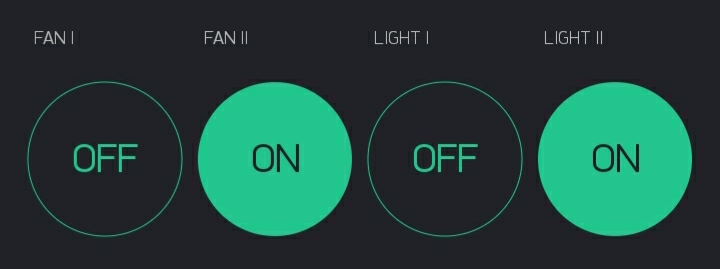 FAN I
FAN II
LIGHT I
LIGHT II
OFF
ON
OFF
ON